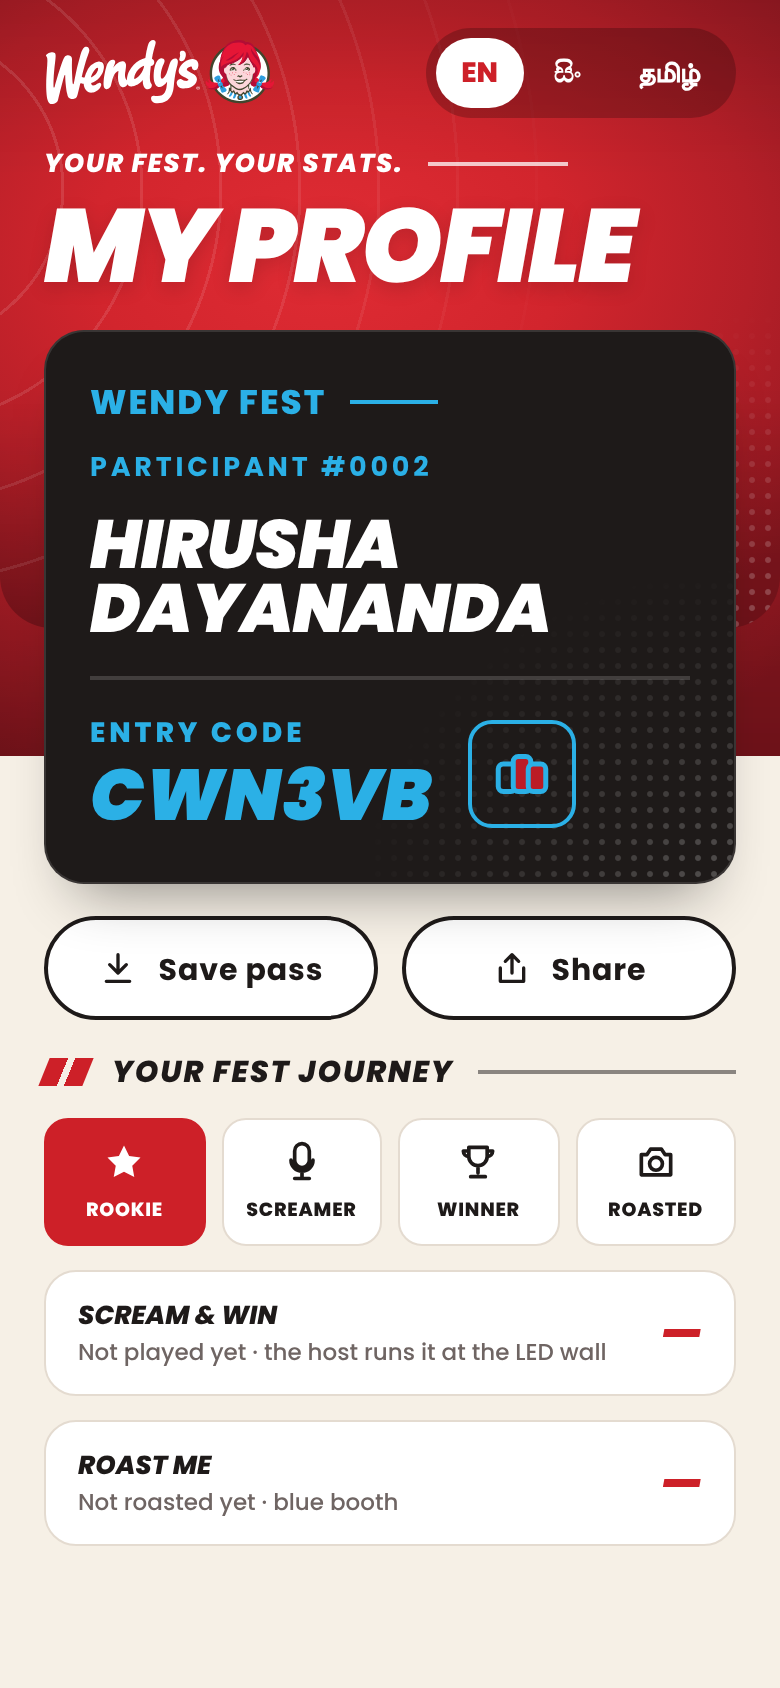 Wendy's
EN සිං தமிழ்
YOUR FEST. YOUR STATS.
MY PROFILE
WENDY FEST
PARTICIPANT #0002
HIRUSHA
DAYANANDA
ENTRY CODE
CWN3VB
Save pass
Share
YOUR FEST JOURNEY
ROOKIE
SCREAMER
WINNER
ROASTED
SCREAM & WIN
Not played yet · the host runs it at the LED wall
ROAST ME
Not roasted yet · blue booth